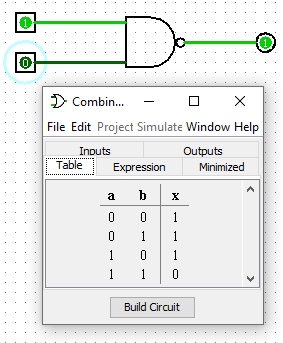 1
0
1
Combin...
File Edit Project Simulate Window Help
Inputs Outputs
Table Expression Minimized
a b x
0 0 1
0 1 1
1 0 1
1 1 0
Build Circuit